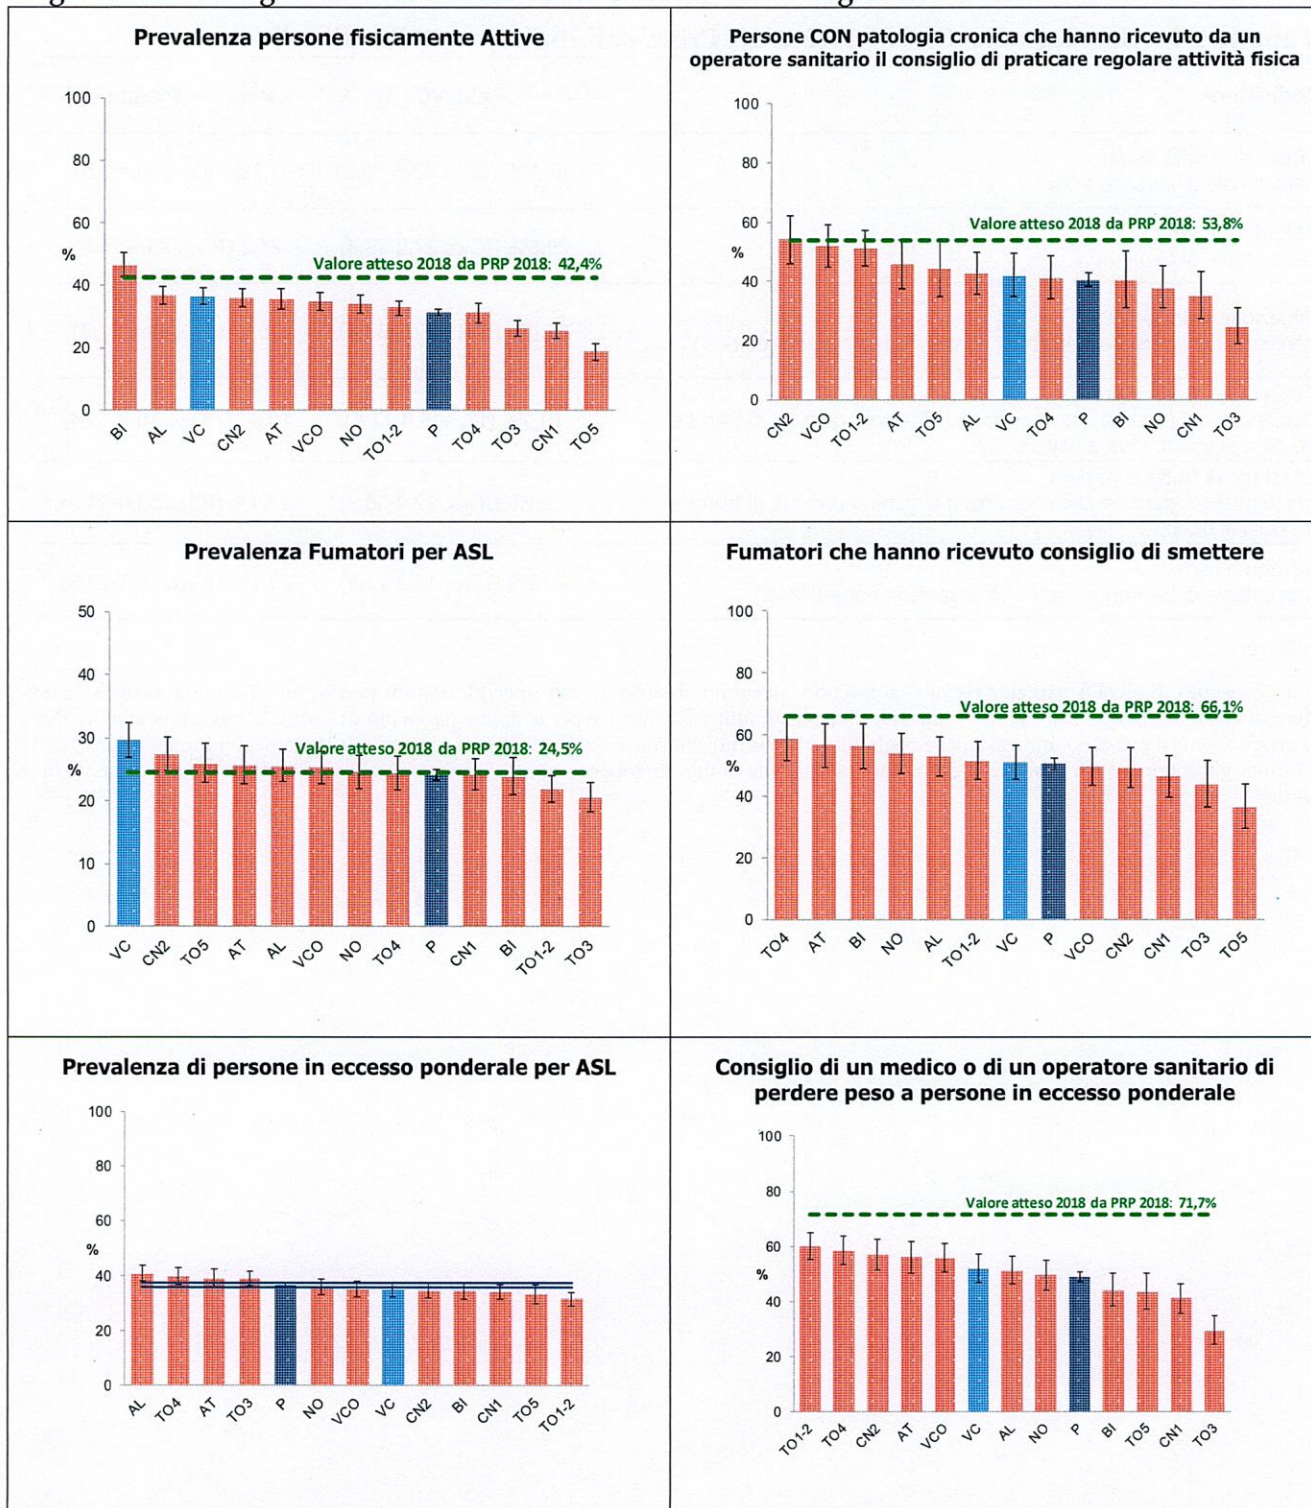 Prevalenza persone fisicamente Attive
100
80
60
%
40
20
0
Valore atteso 2018 da PRP 2018: 42,4%
BI AL VC CN2 AT VCO NO TO1-2 P TO4 TO3 CN1 TO5
Persone CON patologia cronica che hanno ricevuto da un
operatore sanitario il consiglio di praticare regolare attività fisica
100
80
60
%
40
20
0
Valore atteso 2018 da PRP 2018: 53,8%
CN2 VCO TO1-2 AT TO5 AL VC TO4 P BI NO CN1 TO3
Prevalenza Fumatori per ASL
50
40
30
%
20
10
0
Valore atteso 2018 da PRP 2018: 24,5%
VC CN2 TO5 AT AL VCO NO TO4 P CN1 BI TO1-2 TO3
Fumatori che hanno ricevuto consiglio di smettere
100
80
60
%
40
20
0
Valore atteso 2018 da PRP 2018: 66,1%
TO4 AT BI NO AL TO1-2 VC P VCO CN2 CN1 TO3 TO5
Prevalenza di persone in eccesso ponderale per ASL
100
80
60
%
40
20
0
AL TO4 AT TO3 P NO VCO VC CN2 BI CN1 TO5 TO1-2
Consiglio di un medico o di un operatore sanitario di
perdere peso a persone in eccesso ponderale
100
80
60
%
40
20
0
Valore atteso 2018 da PRP 2018: 71,7%
TO1-2 TO4 CN2 AT VCO VC AL NO P BI TO5 CN1 TO3